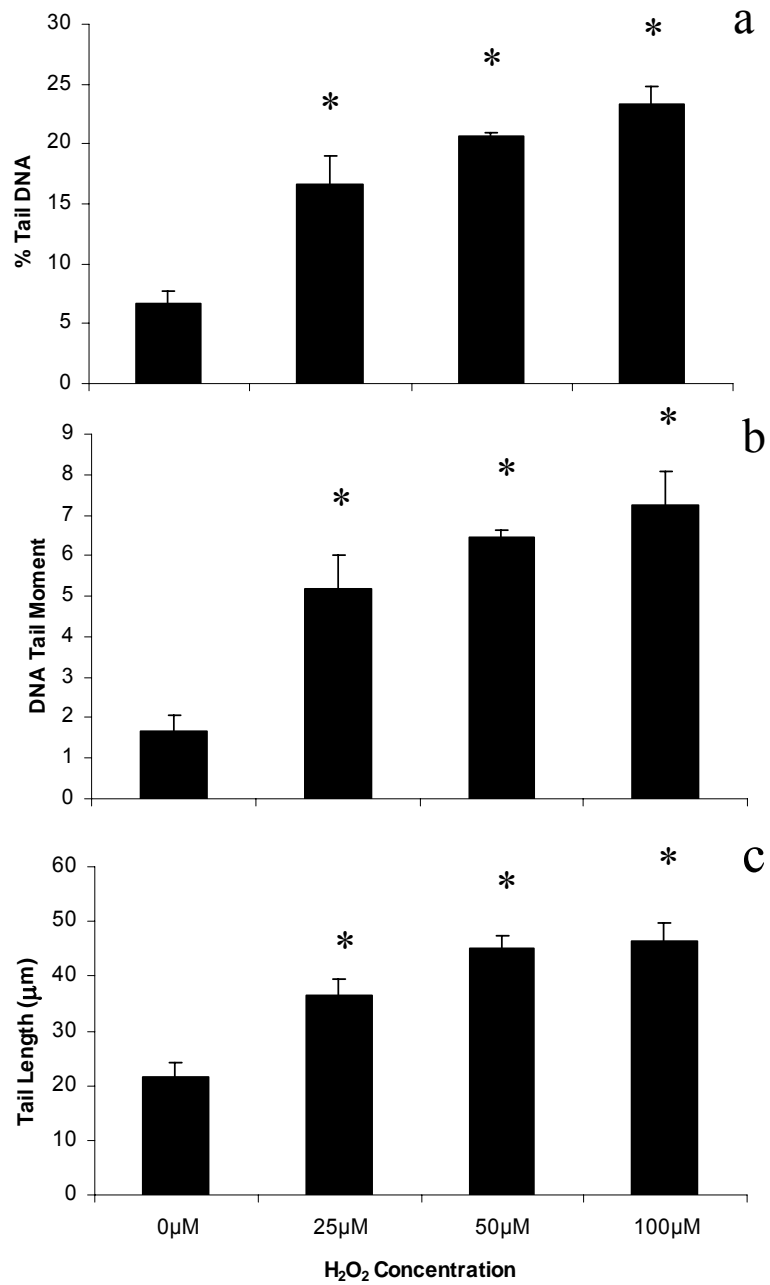 a
30
25
20
15
10
5
0
% Tail DNA
* * * *
b
9
8
7
6
5
4
3
2
1
0
DNA Tail Moment
* * * *
c
60
50
40
30
20
10
0
Tail Length (μm)
* * * *
0μM 25μM 50μM 100μM
H₂O₂ Concentration